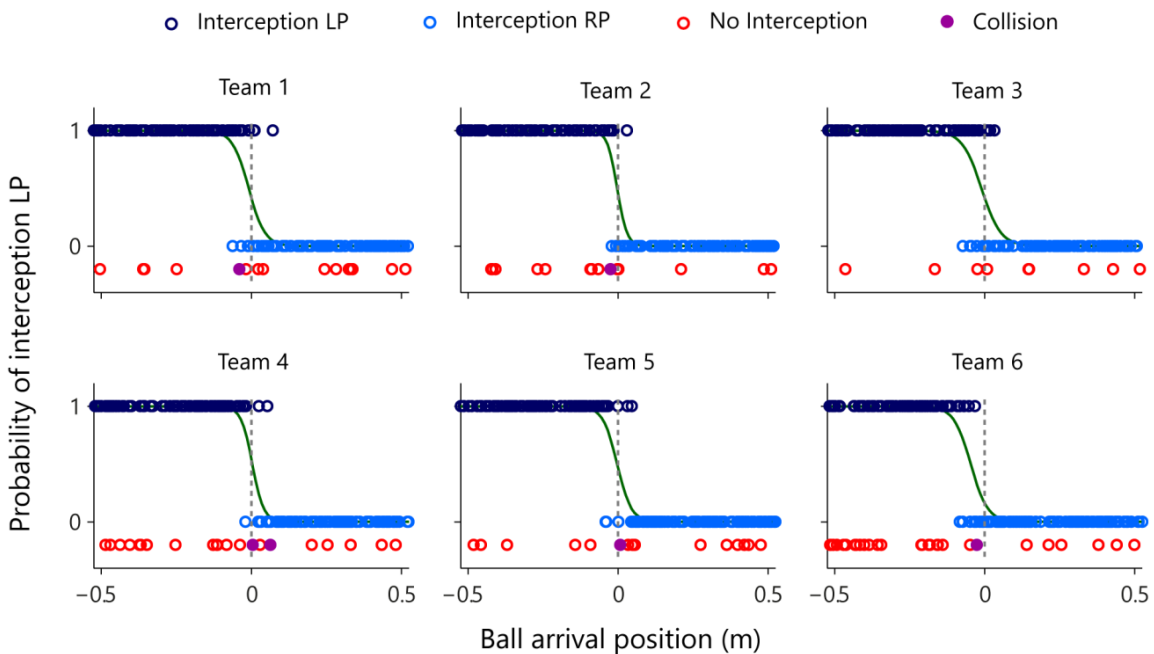 Interception LP Interception RP No Interception Collision
Team 1 Team 2 Team 3
1
0
Team 4 Team 5 Team 6
1
0
−0.5 0 0.5 −0.5 0 0.5 −0.5 0 0.5
Probability of interception LP
Ball arrival position (m)